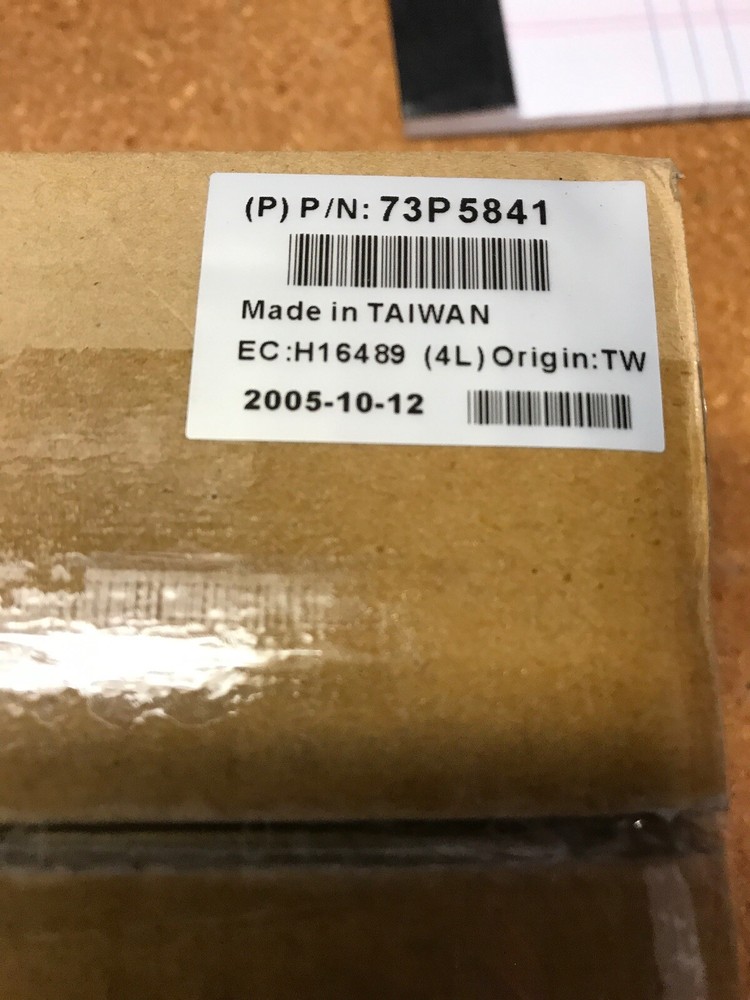 (P) P/N: 73P5841
Made in TAIWAN
EC:H16489 (4L)Origin:TW
2005-10-12